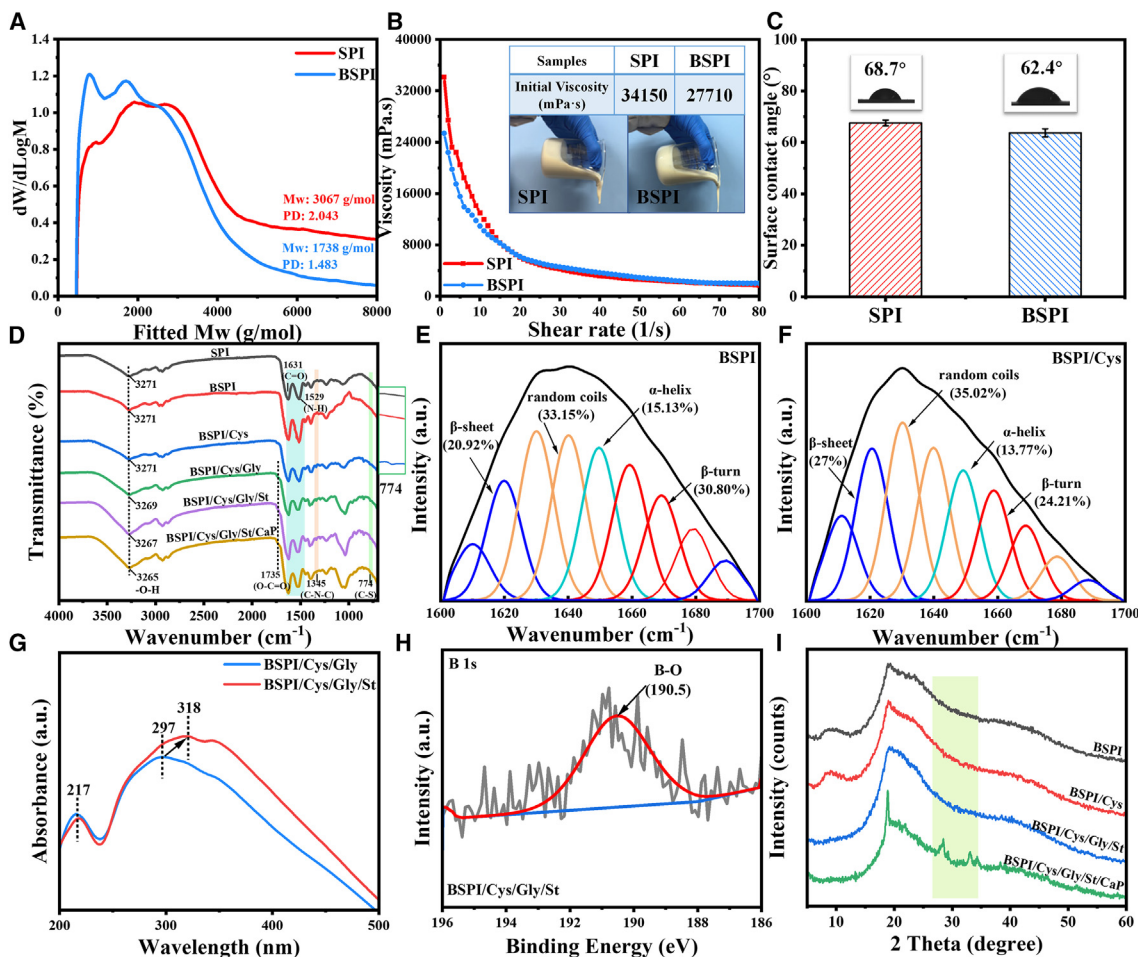 A
1.4
1.2
1.0
0.8
0.6
0.4
0.2
0.0
dW/dLogM
SPI
BSPI
Mw: 3067 g/mol
PD: 2.043
Mw: 1738 g/mol
PD: 1.483
0 2000 4000 6000 8000
Fitted Mw (g/mol)
B
40000
32000
24000
16000
8000
0
Viscosity (mPa.s)
Samples SPI BSPI
Initial Viscosity 34150 27710
(mPa·s)
SPI BSPI
SPI
BSPI
0 10 20 30 40 50 60 70 80
Shear rate (1/s)
C
100
80
60
40
20
0
Surface contact angle (°)
68.7° 62.4°
SPI BSPI
D
Transmittance (%)
SPI
3271
1631
(C=O)
1529
(N-H)
BSPI
3271
BSPI/Cys
3271
BSPI/Cys/Gly
3269
774
BSPI/Cys/Gly/St
3267
BSPI/Cys/Gly/St/CaP
3265
-O-H
1735
(O-C=O)
1345
(C-N-C)
774
(C-S)
4000 3500 3000 2500 2000 1500 1000
Wavenumber (cm-1)
E
BSPI
Intensity (a.u.)
β-sheet
(20.92%)
random coils
(33.15%)
α-helix
(15.13%)
β-turn
(30.80%)
1600 1620 1640 1660 1680 1700
Wavenumber (cm-1)
F
BSPI/Cys
Intensity (a.u.)
β-sheet
(27%)
random coils
(35.02%)
α-helix
(13.77%)
β-turn
(24.21%)
1600 1620 1640 1660 1680 1700
Wavenumber (cm-1)
G
Absorbance (a.u.)
BSPI/Cys/Gly
BSPI/Cys/Gly/St
217
297
318
200 300 400 500
Wavelength (nm)
H
B 1s
B-O
(190.5)
Intensity (a.u.)
BSPI/Cys/Gly/St
196 194 192 190 188 186
Binding Energy (eV)
I
Intensity (counts)
BSPI
BSPI/Cys
BSPI/Cys/Gly/St
BSPI/Cys/Gly/St/CaP
10 20 30 40 50 60
2 Theta (degree)